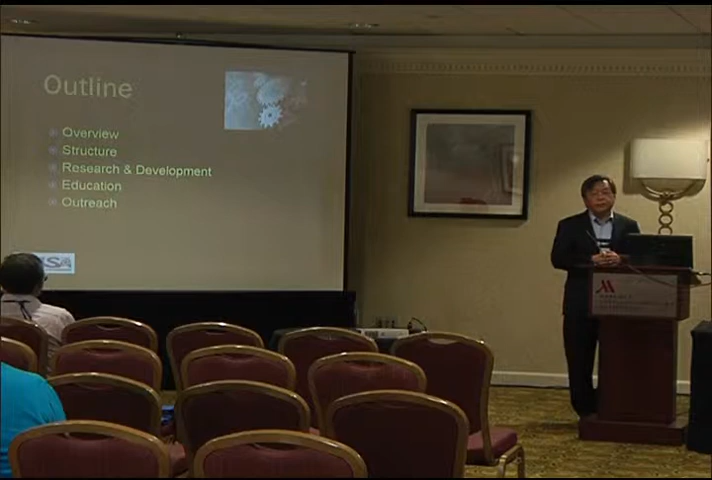 Outline
Overview
Structure
Research & Development
Education
Outreach